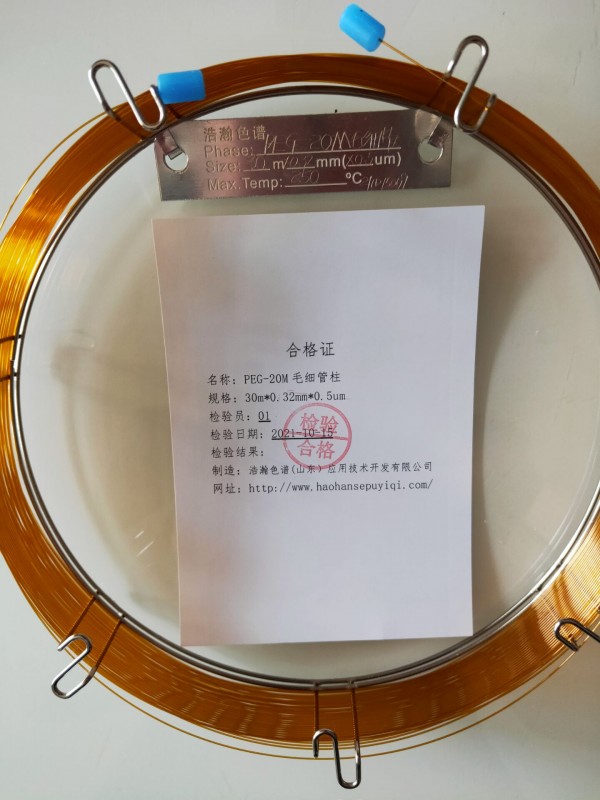 浩瀚色谱
Phase: 20M
Size: m mm( um)
Max.Temp: 250 °C
合格证
名称: PEG-20M 毛细管柱
规格: 30m*0.32mm*0.5um
检验员: 01
检验日期: 2021-10-15
检验结果:
检验
合格
制造: 浩瀚色谱(山东)应用技术开发有限公司
网址: http://www.haohansepuyiqi.com/